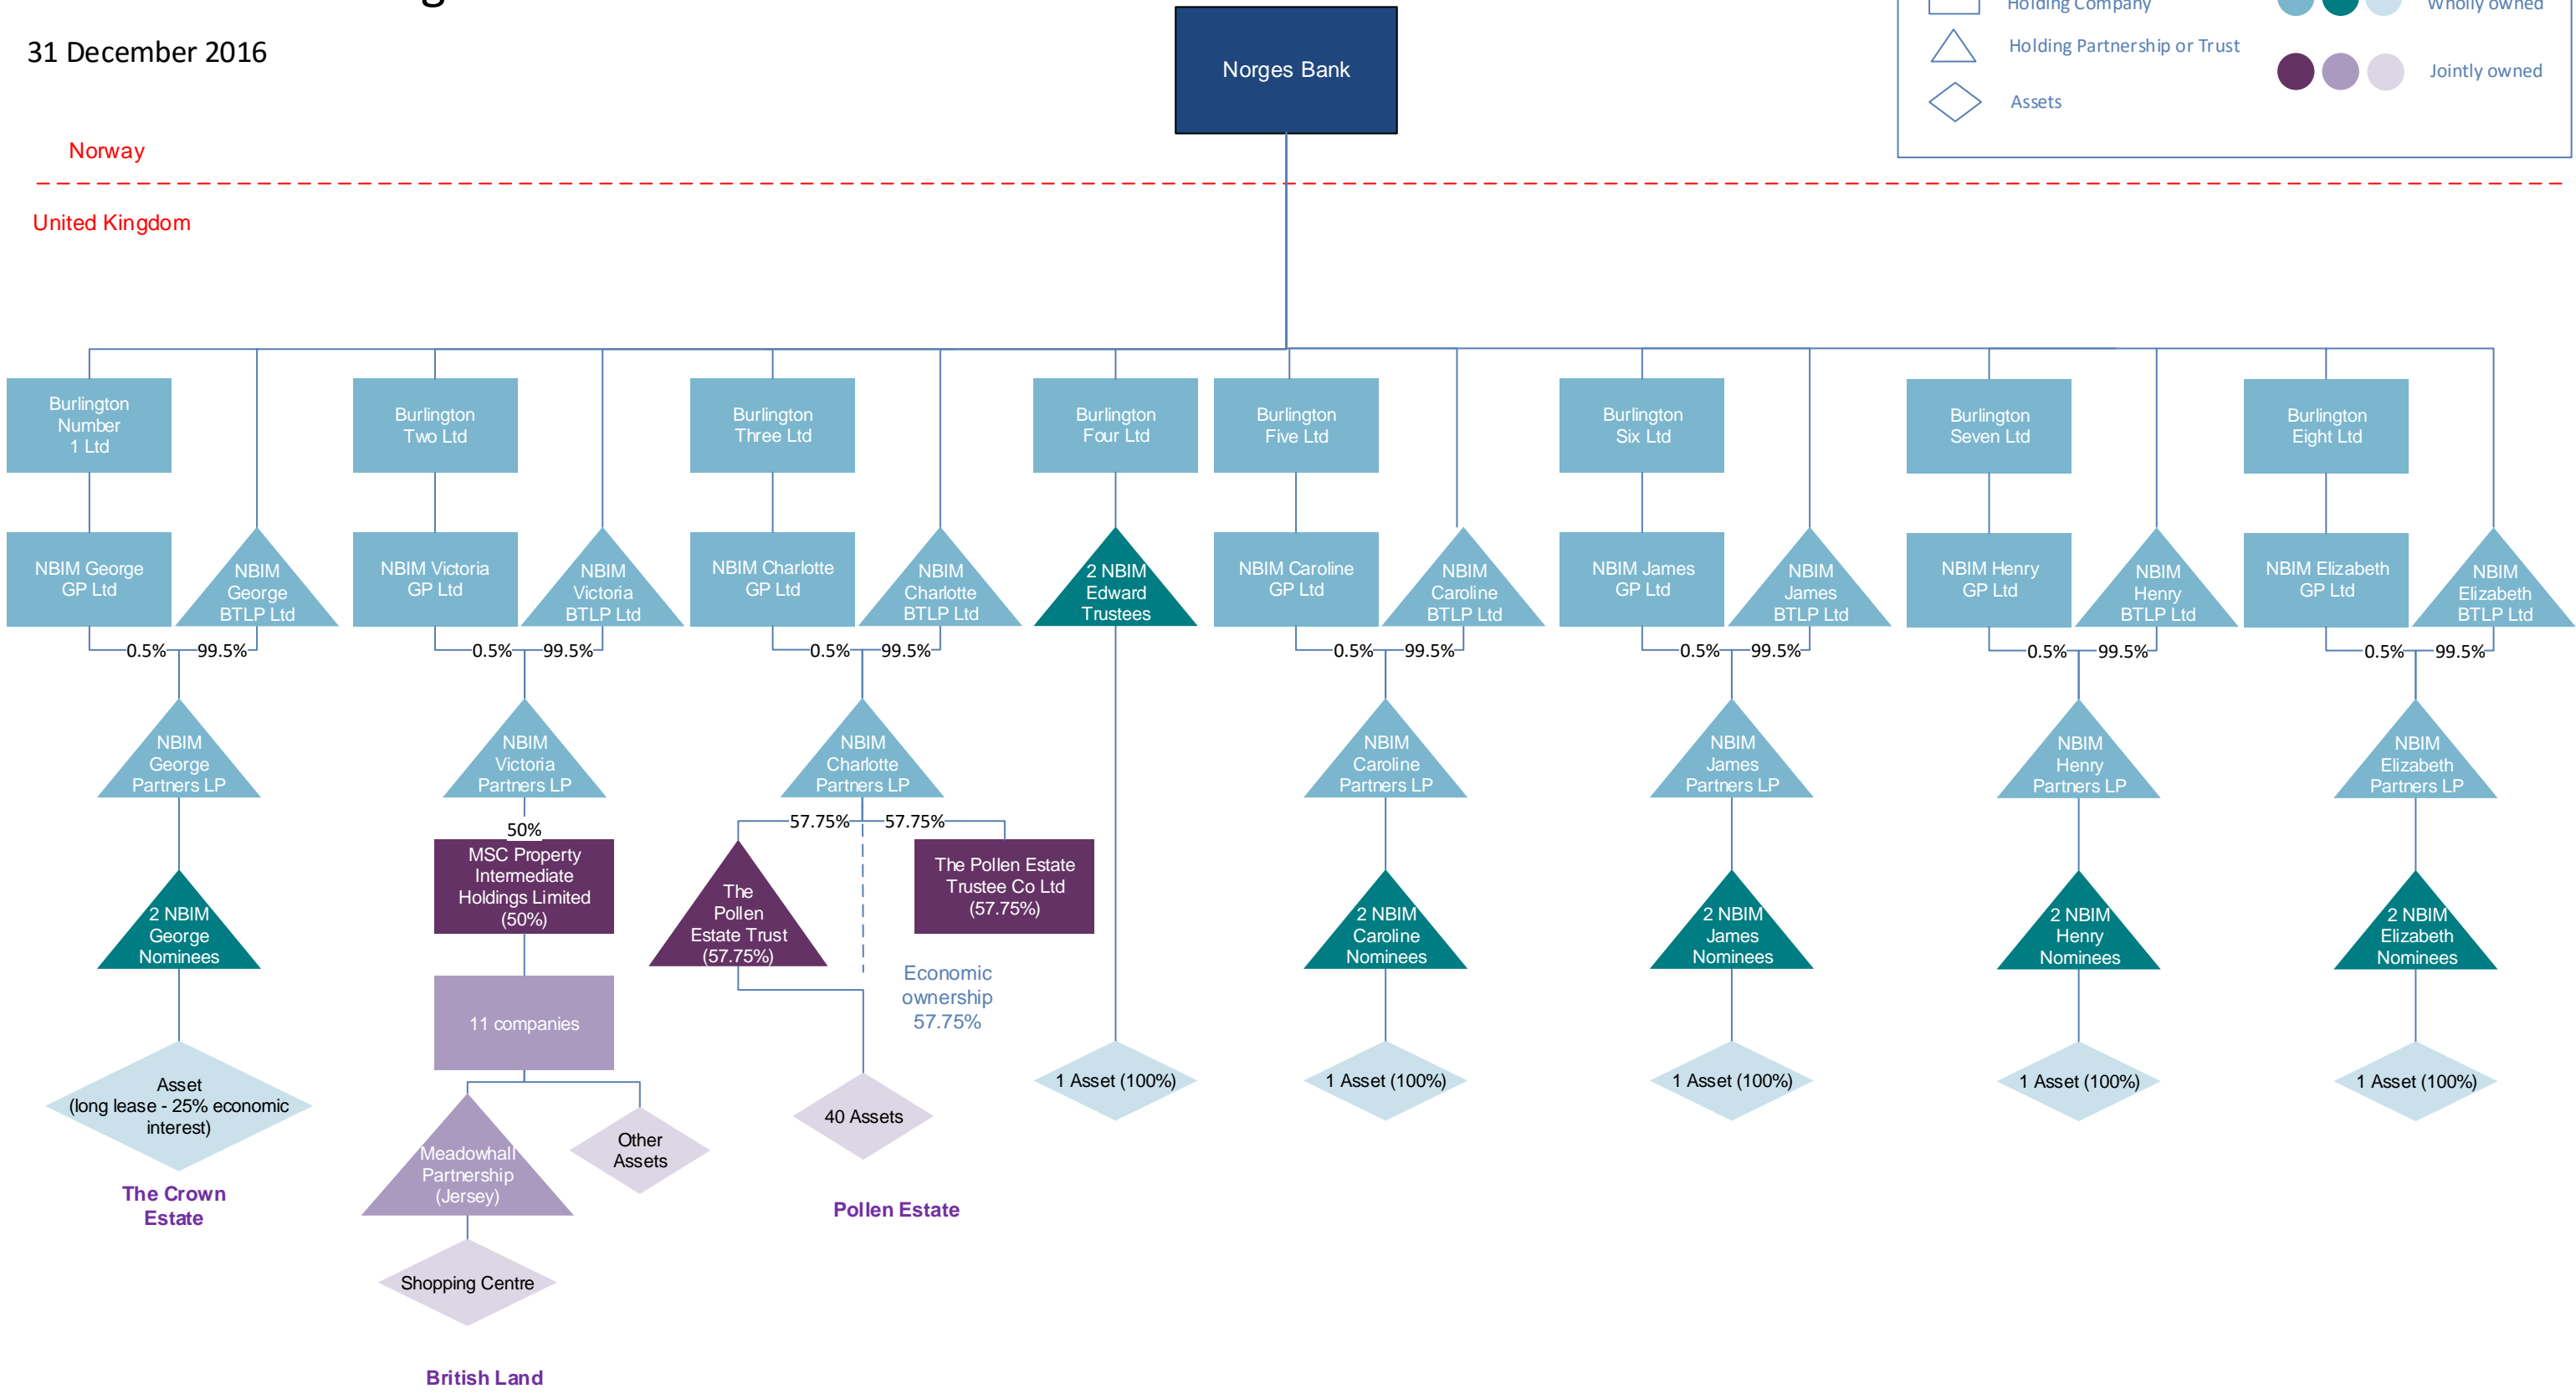 31 December 2016
Norges Bank
Holding Company
Wholly owned
Holding Partnership or Trust
Jointly owned
Assets
Norway
United Kingdom
Burlington
Number
1 Ltd
Burlington
Two Ltd
Burlington
Three Ltd
Burlington
Four Ltd
Burlington
Five Ltd
Burlington
Six Ltd
Burlington
Seven Ltd
Burlington
Eight Ltd
NBIM George
GP Ltd
NBIM
George
BTLP Ltd
NBIM Victoria
GP Ltd
NBIM
Victoria
BTLP Ltd
NBIM Charlotte
GP Ltd
NBIM
Charlotte
BTLP Ltd
2 NBIM
Edward
Trustees
NBIM Caroline
GP Ltd
NBIM
Caroline
BTLP Ltd
NBIM James
GP Ltd
NBIM
James
BTLP Ltd
NBIM Henry
GP Ltd
NBIM
Henry
BTLP Ltd
NBIM Elizabeth
GP Ltd
NBIM
Elizabeth
BTLP Ltd
0.5% 99.5%
0.5% 99.5%
0.5% 99.5%
0.5% 99.5%
0.5% 99.5%
0.5% 99.5%
0.5% 99.5%
NBIM
George
Partners LP
NBIM
Victoria
Partners LP
NBIM
Charlotte
Partners LP
NBIM
Caroline
Partners LP
NBIM
James
Partners LP
NBIM
Henry
Partners LP
NBIM
Elizabeth
Partners LP
50%
57.75% 57.75%
2 NBIM
George
Nominees
MSC Property
Intermediate
Holdings Limited
(50%)
The
Pollen
Estate Trust
(57.75%)
The Pollen Estate
Trustee Co Ltd
(57.75%)
2 NBIM
Caroline
Nominees
2 NBIM
James
Nominees
2 NBIM
Henry
Nominees
2 NBIM
Elizabeth
Nominees
Economic
ownership
57.75%
11 companies
Asset
(long lease - 25% economic
interest)
40 Assets
1 Asset (100%)
1 Asset (100%)
1 Asset (100%)
1 Asset (100%)
1 Asset (100%)
Meadowhall
Partnership
(Jersey)
Other
Assets
The Crown
Estate
Pollen Estate
Shopping Centre
British Land